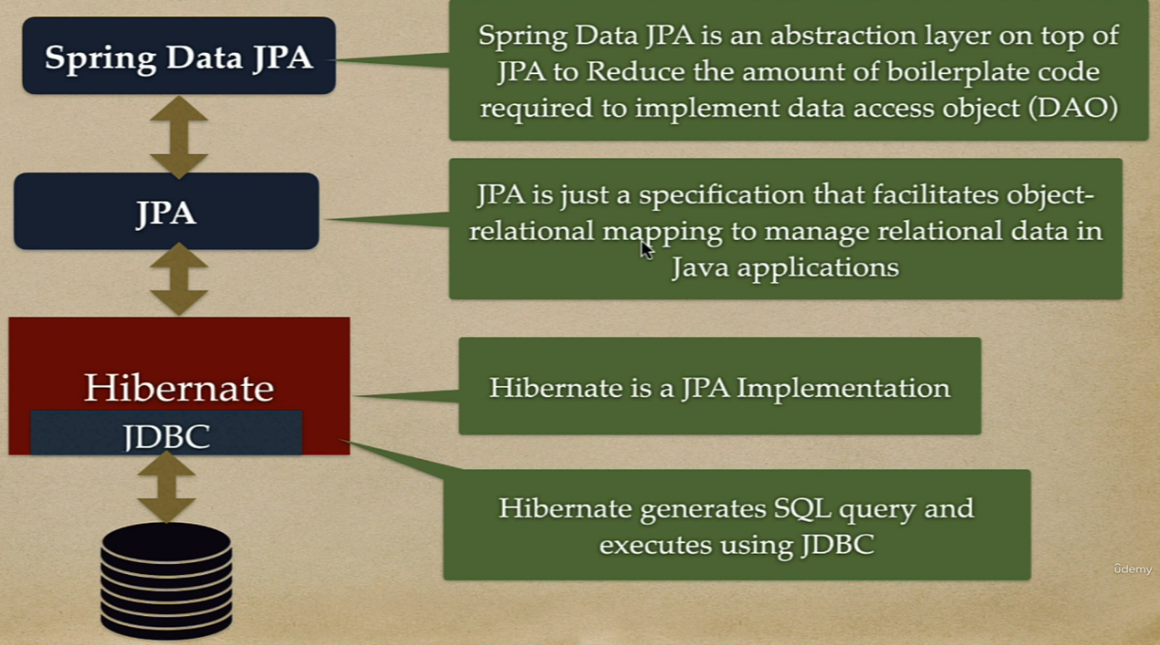 Spring Data JPA
Spring Data JPA is an abstraction layer on top of
JPA to Reduce the amount of boilerplate code
required to implement data access object (DAO)
JPA
JPA is just a specification that facilitates object-
relational mapping to manage relational data in
Java applications
Hibernate
JDBC
Hibernate is a JPA Implementation
Hibernate generates SQL query and
executes using JDBC
ûdemy